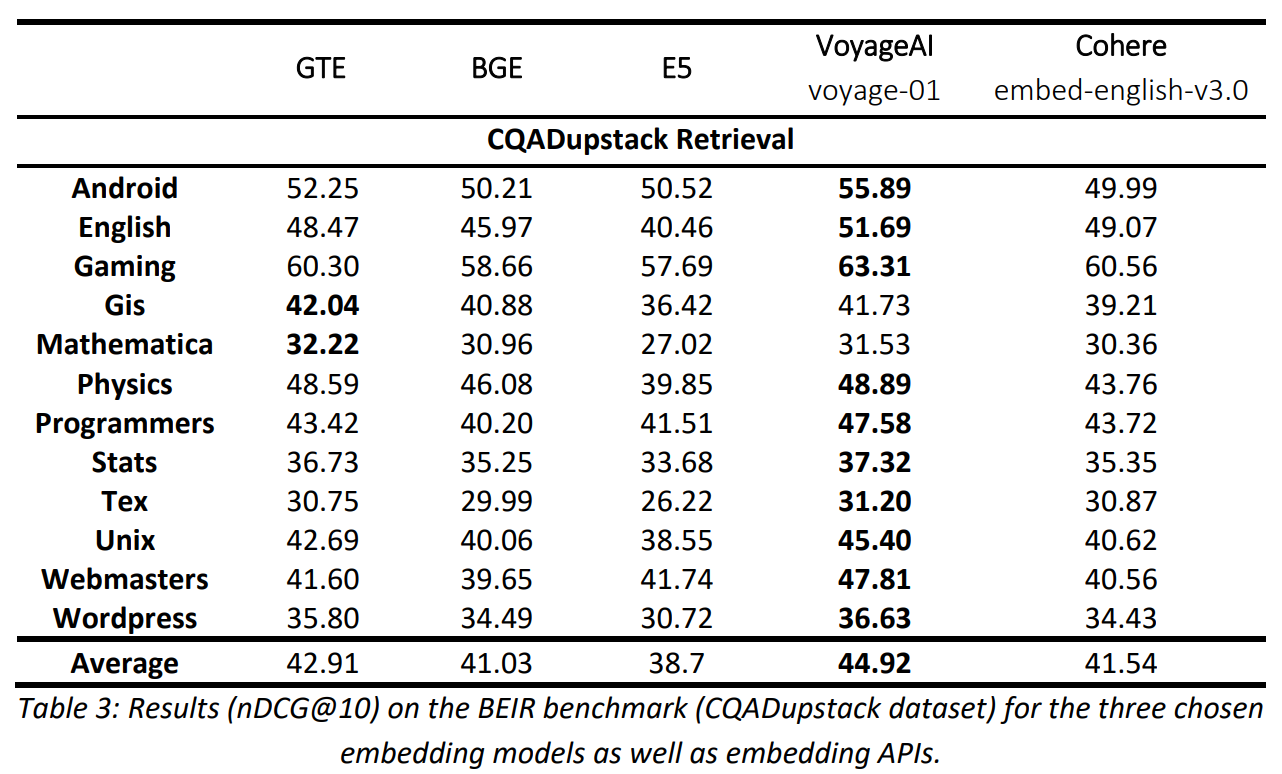 GTE BGE E5 VoyageAI Cohere
voyage-01 embed-english-v3.0
CQADupstack Retrieval
Android 52.25 50.21 50.52 55.89 49.99
English 48.47 45.97 40.46 51.69 49.07
Gaming 60.30 58.66 57.69 63.31 60.56
Gis 42.04 40.88 36.42 41.73 39.21
Mathematica 32.22 30.96 27.02 31.53 30.36
Physics 48.59 46.08 39.85 48.89 43.76
Programmers 43.42 40.20 41.51 47.58 43.72
Stats 36.73 35.25 33.68 37.32 35.35
Tex 30.75 29.99 26.22 31.20 30.87
Unix 42.69 40.06 38.55 45.40 40.62
Webmasters 41.60 39.65 41.74 47.81 40.56
Wordpress 35.80 34.49 30.72 36.63 34.43
Average 42.91 41.03 38.7 44.92 41.54
Table 3: Results (nDCG@10) on the BEIR benchmark (CQADupstack dataset) for the three chosen
embedding models as well as embedding APIs.